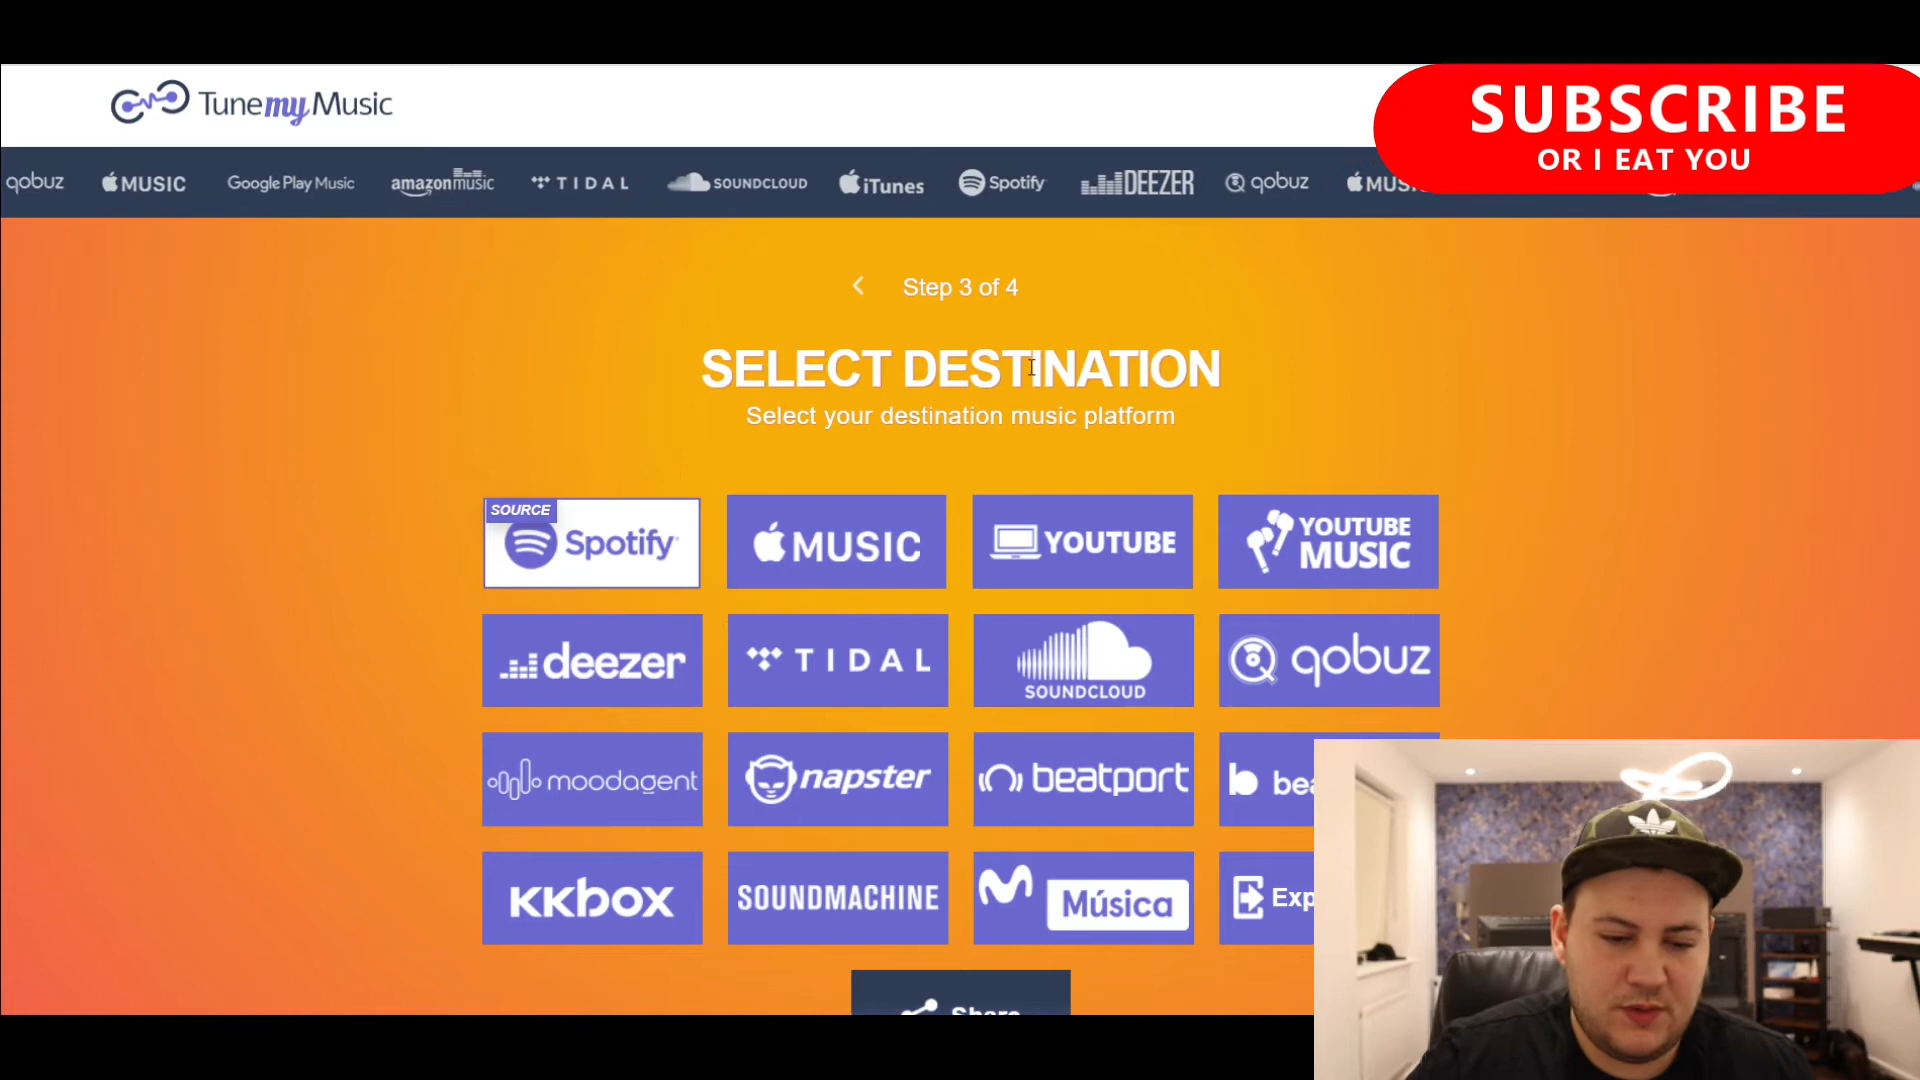 TunemyMusic
SUBSCRIBE
OR I EAT YOU
qobuz MUSIC Google Play Music amazonmusic TIDAL SOUNDCLOUD iTunes Spotify DEEZER qobuz
Step 3 of 4
SELECT DESTINATION
Select your destination music platform
SOURCE
Spotify MUSIC YOUTUBE YOUTUBE MUSIC
deezer TIDAL SOUNDCLOUD qobuz
moodagent napster beatport
KKBOX SOUNDMACHINE Música
Share